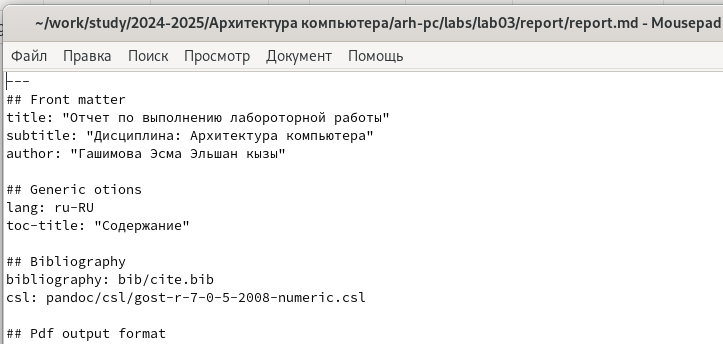 ~/work/study/2024-2025/Архитектура компьютера/arh-pc/labs/lab03/report/report.md - Mousepad
Файл Правка Поиск Просмотр Документ Помощь
---
## Front matter
title: "Отчет по выполнению лабороторной работы"
subtitle: "Дисциплина: Архитектура компьютера"
author: "Гашимова Эсма Эльшан кызы"
## Generic otions
lang: ru-RU
toc-title: "Содержание"
## Bibliography
bibliography: bib/cite.bib
csl: pandoc/csl/gost-r-7-0-5-2008-numeric.csl
## Pdf output format